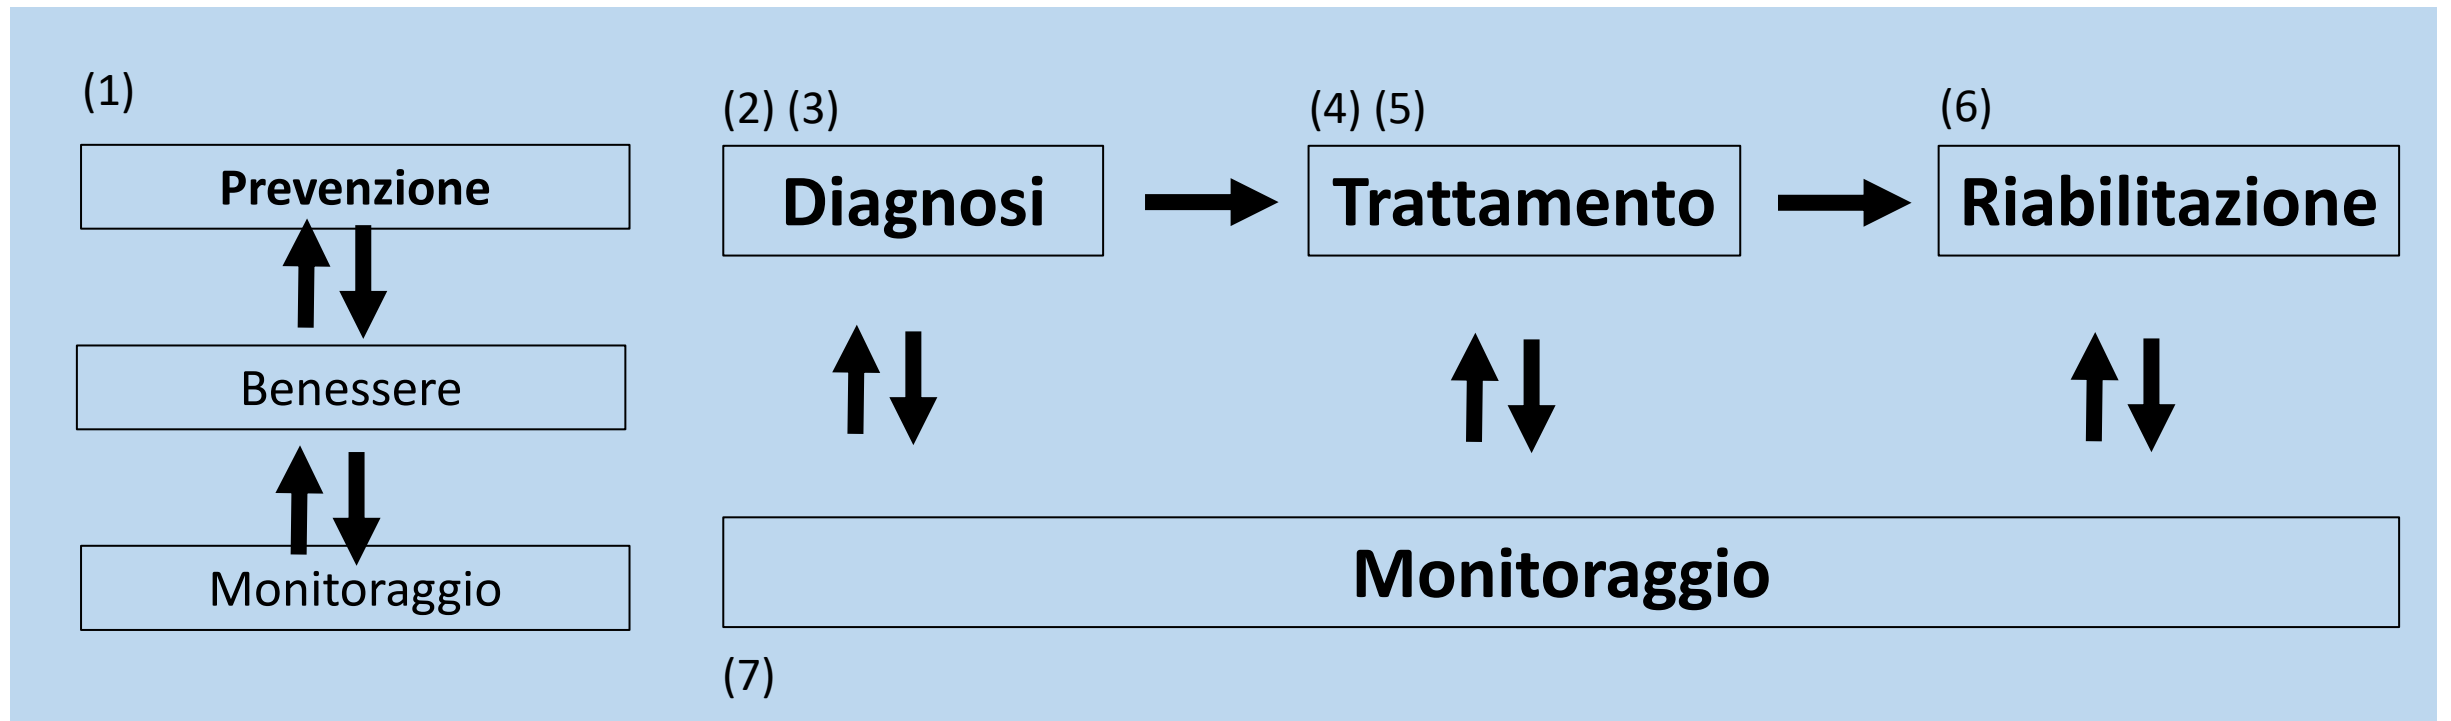 (1)
Prevenzione
Benessere
Monitoraggio
(2) (3)
Diagnosi
(4) (5)
Trattamento
(6)
Riabilitazione
Monitoraggio
(7)